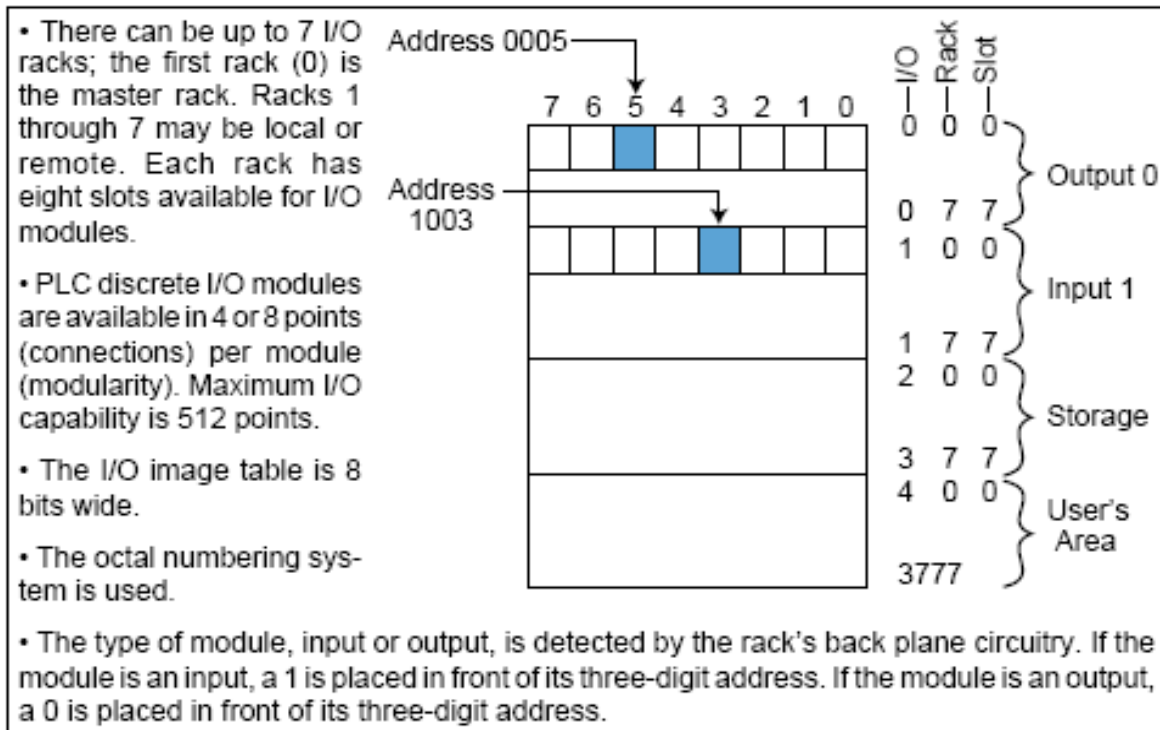 • There can be up to 7 I/O
racks; the first rack (0) is
the master rack. Racks 1
through 7 may be local or
remote. Each rack has
eight slots available for I/O
modules.
• PLC discrete I/O modules
are available in 4 or 8 points
(connections) per module
(modularity). Maximum I/O
capability is 512 points.
• The I/O image table is 8
bits wide.
• The octal numbering sys-
tem is used.
Address 0005
7 6 5 4 3 2 1 0
Address
1003
I/O
Rack
Slot
0 0 0
Output 0
0 7 7
1 0 0
Input 1
1 7 7
2 0 0
Storage
3 7 7
4 0 0
User's
Area
3777
• The type of module, input or output, is detected by the rack's back plane circuitry. If the
module is an input, a 1 is placed in front of its three-digit address. If the module is an output,
a 0 is placed in front of its three-digit address.